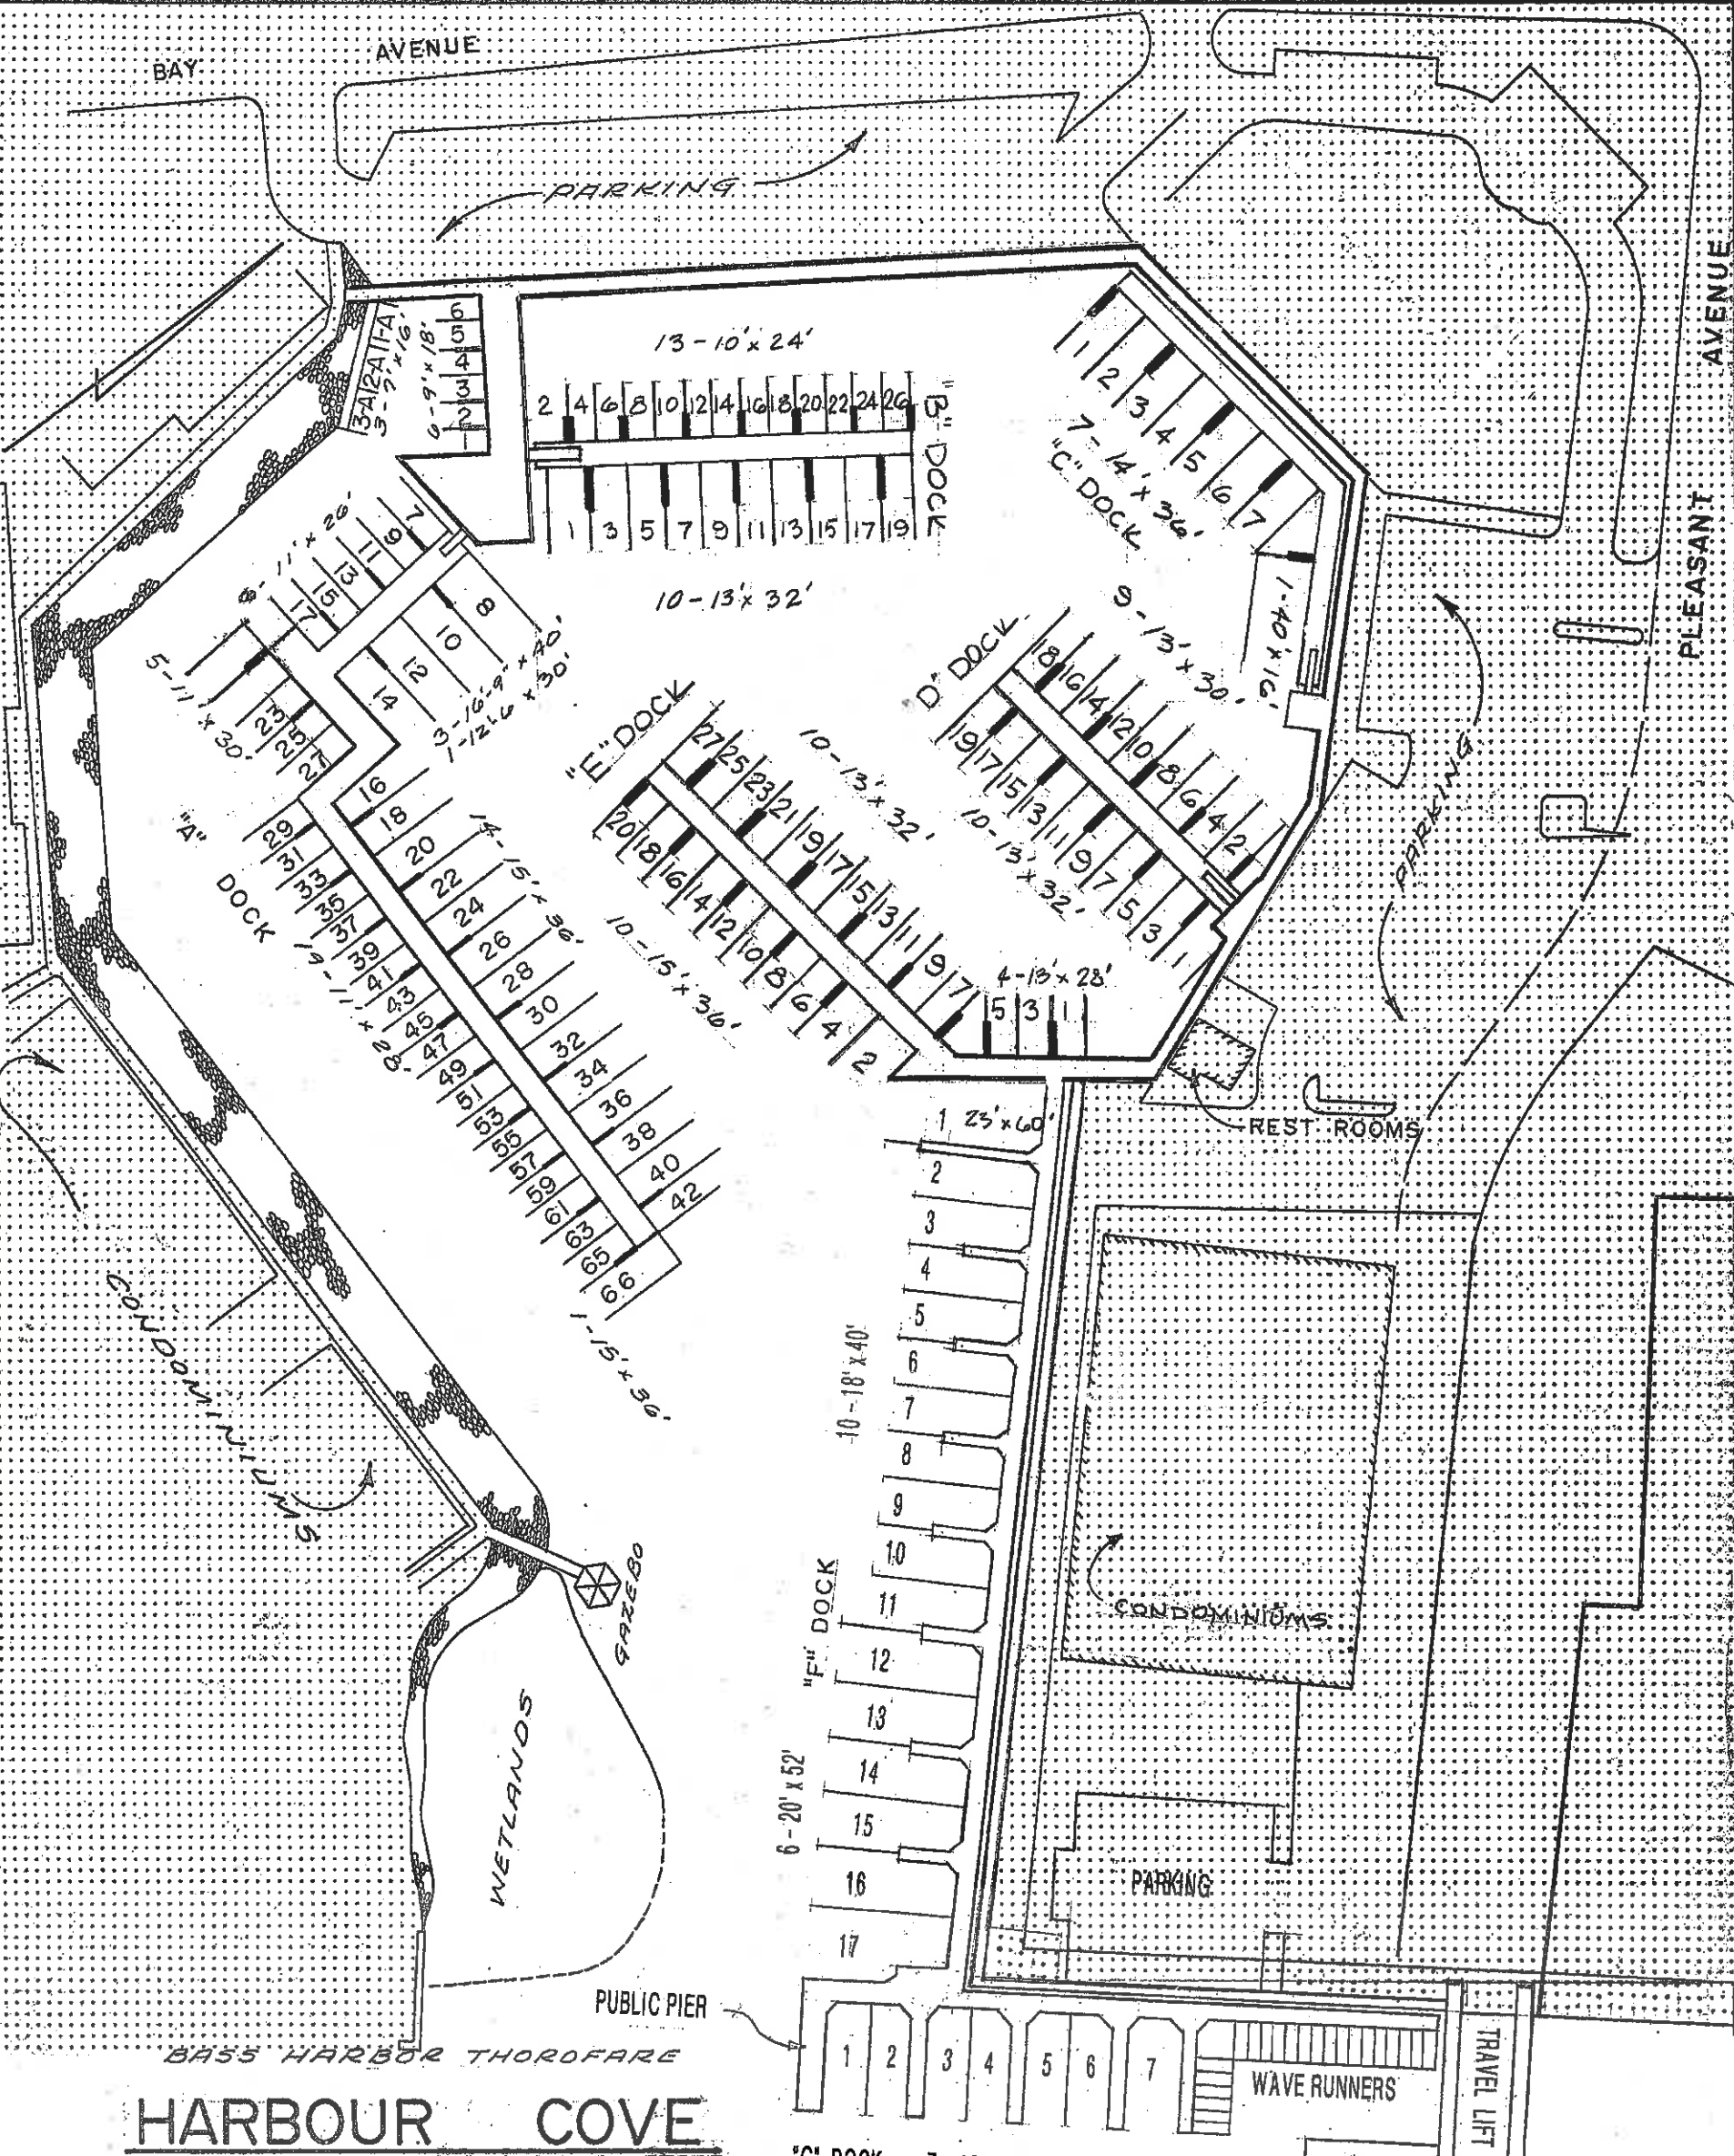 BAY
AVENUE
PARKING
PLEASANT AVENUE
PARKING
3-A 2-A 1-A
3-7'x16'
6
5
4
3
2
1
6-9'x18'
13-10'x24'
2 4 6 8 10 12 14 16 18 20 22 24 26
"B" DOCK
1 3 5 7 9 11 13 15 17 19
10-13'x32'
1 2 3 4 5 6 7
7-14'x36'
"C" DOCK
1-40'x16'
7 9 11 13 15 17
11'x26'
8 10 12 14
3-16'-9"x40'
1-12'6x30'
5-11'x30'
23 25 27
"A"
DOCK
29 31 33 35 37 39 41 43 45 47 49 51 53 55 57 59 61 63 65 66
19-11'x28'
16 18 20 22 24 26 28 30 32 34 36 38 40 42
14-15'x36'
1-15'x36'
"D" DOCK
9-13'x30'
18 16 14 12 10 8 6 4 2
19 17 15 13 11 9 7 5 3 1
10-13'x32'
"E" DOCK
10-13'x32'
27 25 23 21 19 17 15 13 11 9 7 5 3 1
4-13'x28'
20 18 16 14 12 10 8 6 4 2
10-15'x36'
REST ROOMS
1 23'x60'
2
3
4
5
6
7
8
9
10
11
12
13
14
15
16
17
10-18'x40'
"F" DOCK
6-20'x52'
CONDOMINIUMS
CONDOMINIUMS
GAZEBO
WETLANDS
PARKING
PUBLIC PIER
1 2 3 4 5 6 7
WAVE RUNNERS
TRAVEL LIFT
BASS HARBOR THOROFARE
HARBOUR COVE
"G" DOCK